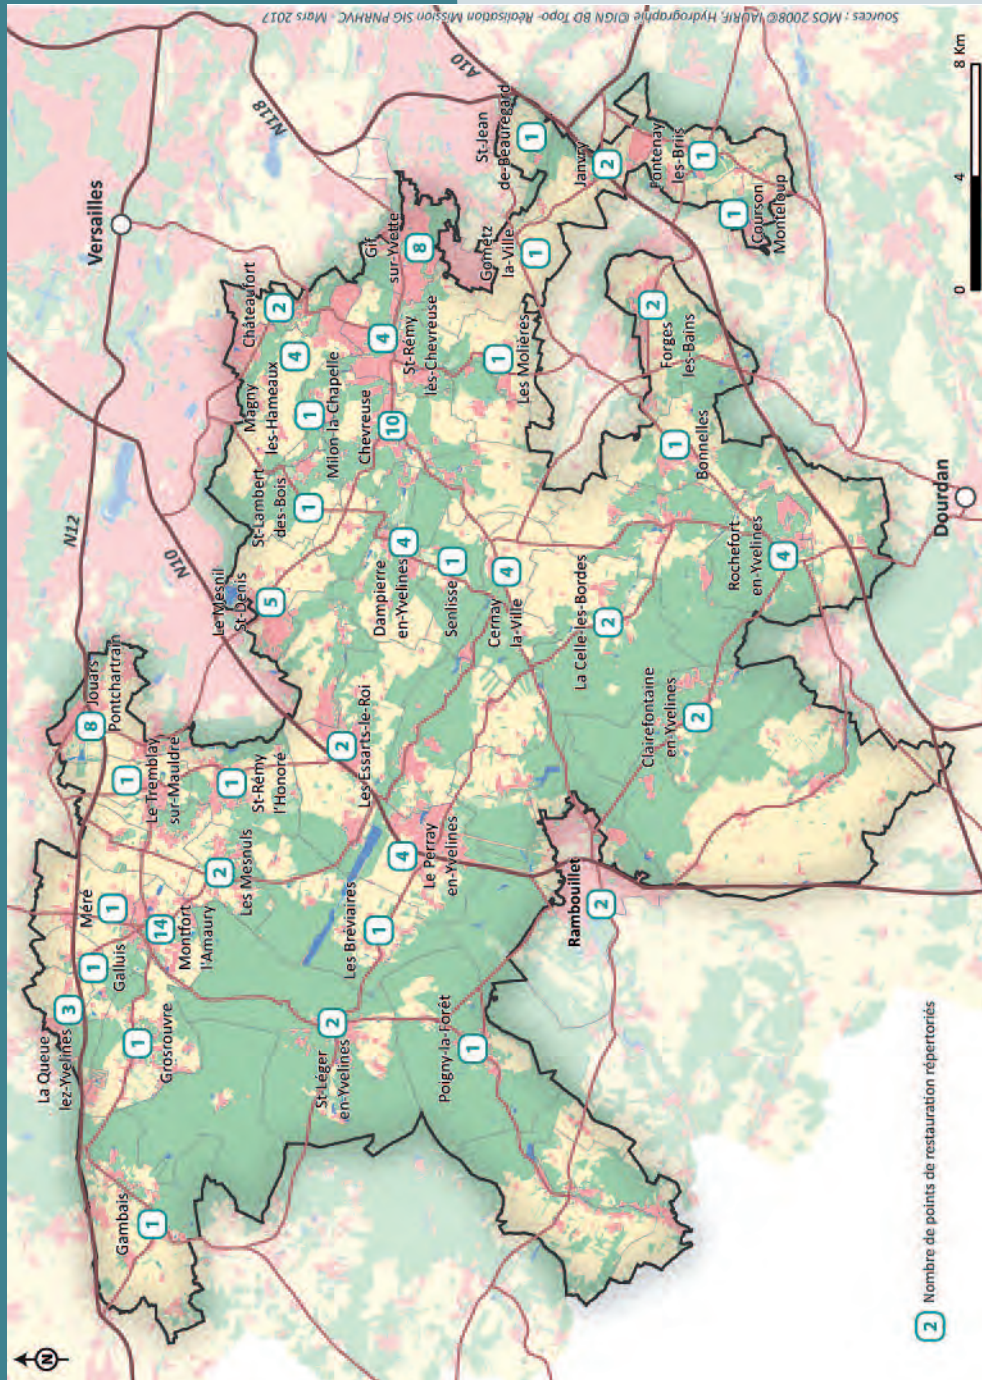 N
La Queue
lez-Yvelines
3
Galluis
1
Méré
1
Jouars
Pontchartrain
8
N12
Versailles
Gambais
1
Grosrouvre
1
Montfort
l'Amaury
14
Le Tremblay
sur-Mauldre
1
N10
Les Mesnuls
2
St-Rémy
l'Honoré
1
Le Mesnil
St-Denis
5
St-Lambert
des-Bois
1
Magny
les-Hameaux
4
Châteaufort
2
N118
St-Léger
en-Yvelines
2
Les Bréviaires
1
Les Essarts-le-Roi
2
Milon-la-Chapelle
1
Le Perray
en-Yvelines
4
Dampierre
en-Yvelines
4
Chevreuse
10
St-Rémy
lès-Chevreuse
4
Gif
sur-Yvette
8
Poigny-la-Forêt
1
Senlisse
1
Cernay
la-Ville
4
Les Molières
1
Gometz
la-Ville
1
St-Jean
de-Beauregard
1
A10
Rambouillet
2
La Celle-les-Bordes
2
Janvry
2
Clairefontaine
en-Yvelines
2
Bonnelles
1
Forges
les-Bains
2
Fontenay
les-Briis
1
Rochefort
en-Yvelines
4
Courson
Monteloup
1
Dourdan
2 Nombre de points de restauration répertoriés
0 4 8 Km
Sources : MOS 2008© IAURIF, Hydrographie ©IGN BD Topo- Réalisation Mission SIG PNRHVC - Mars 2017